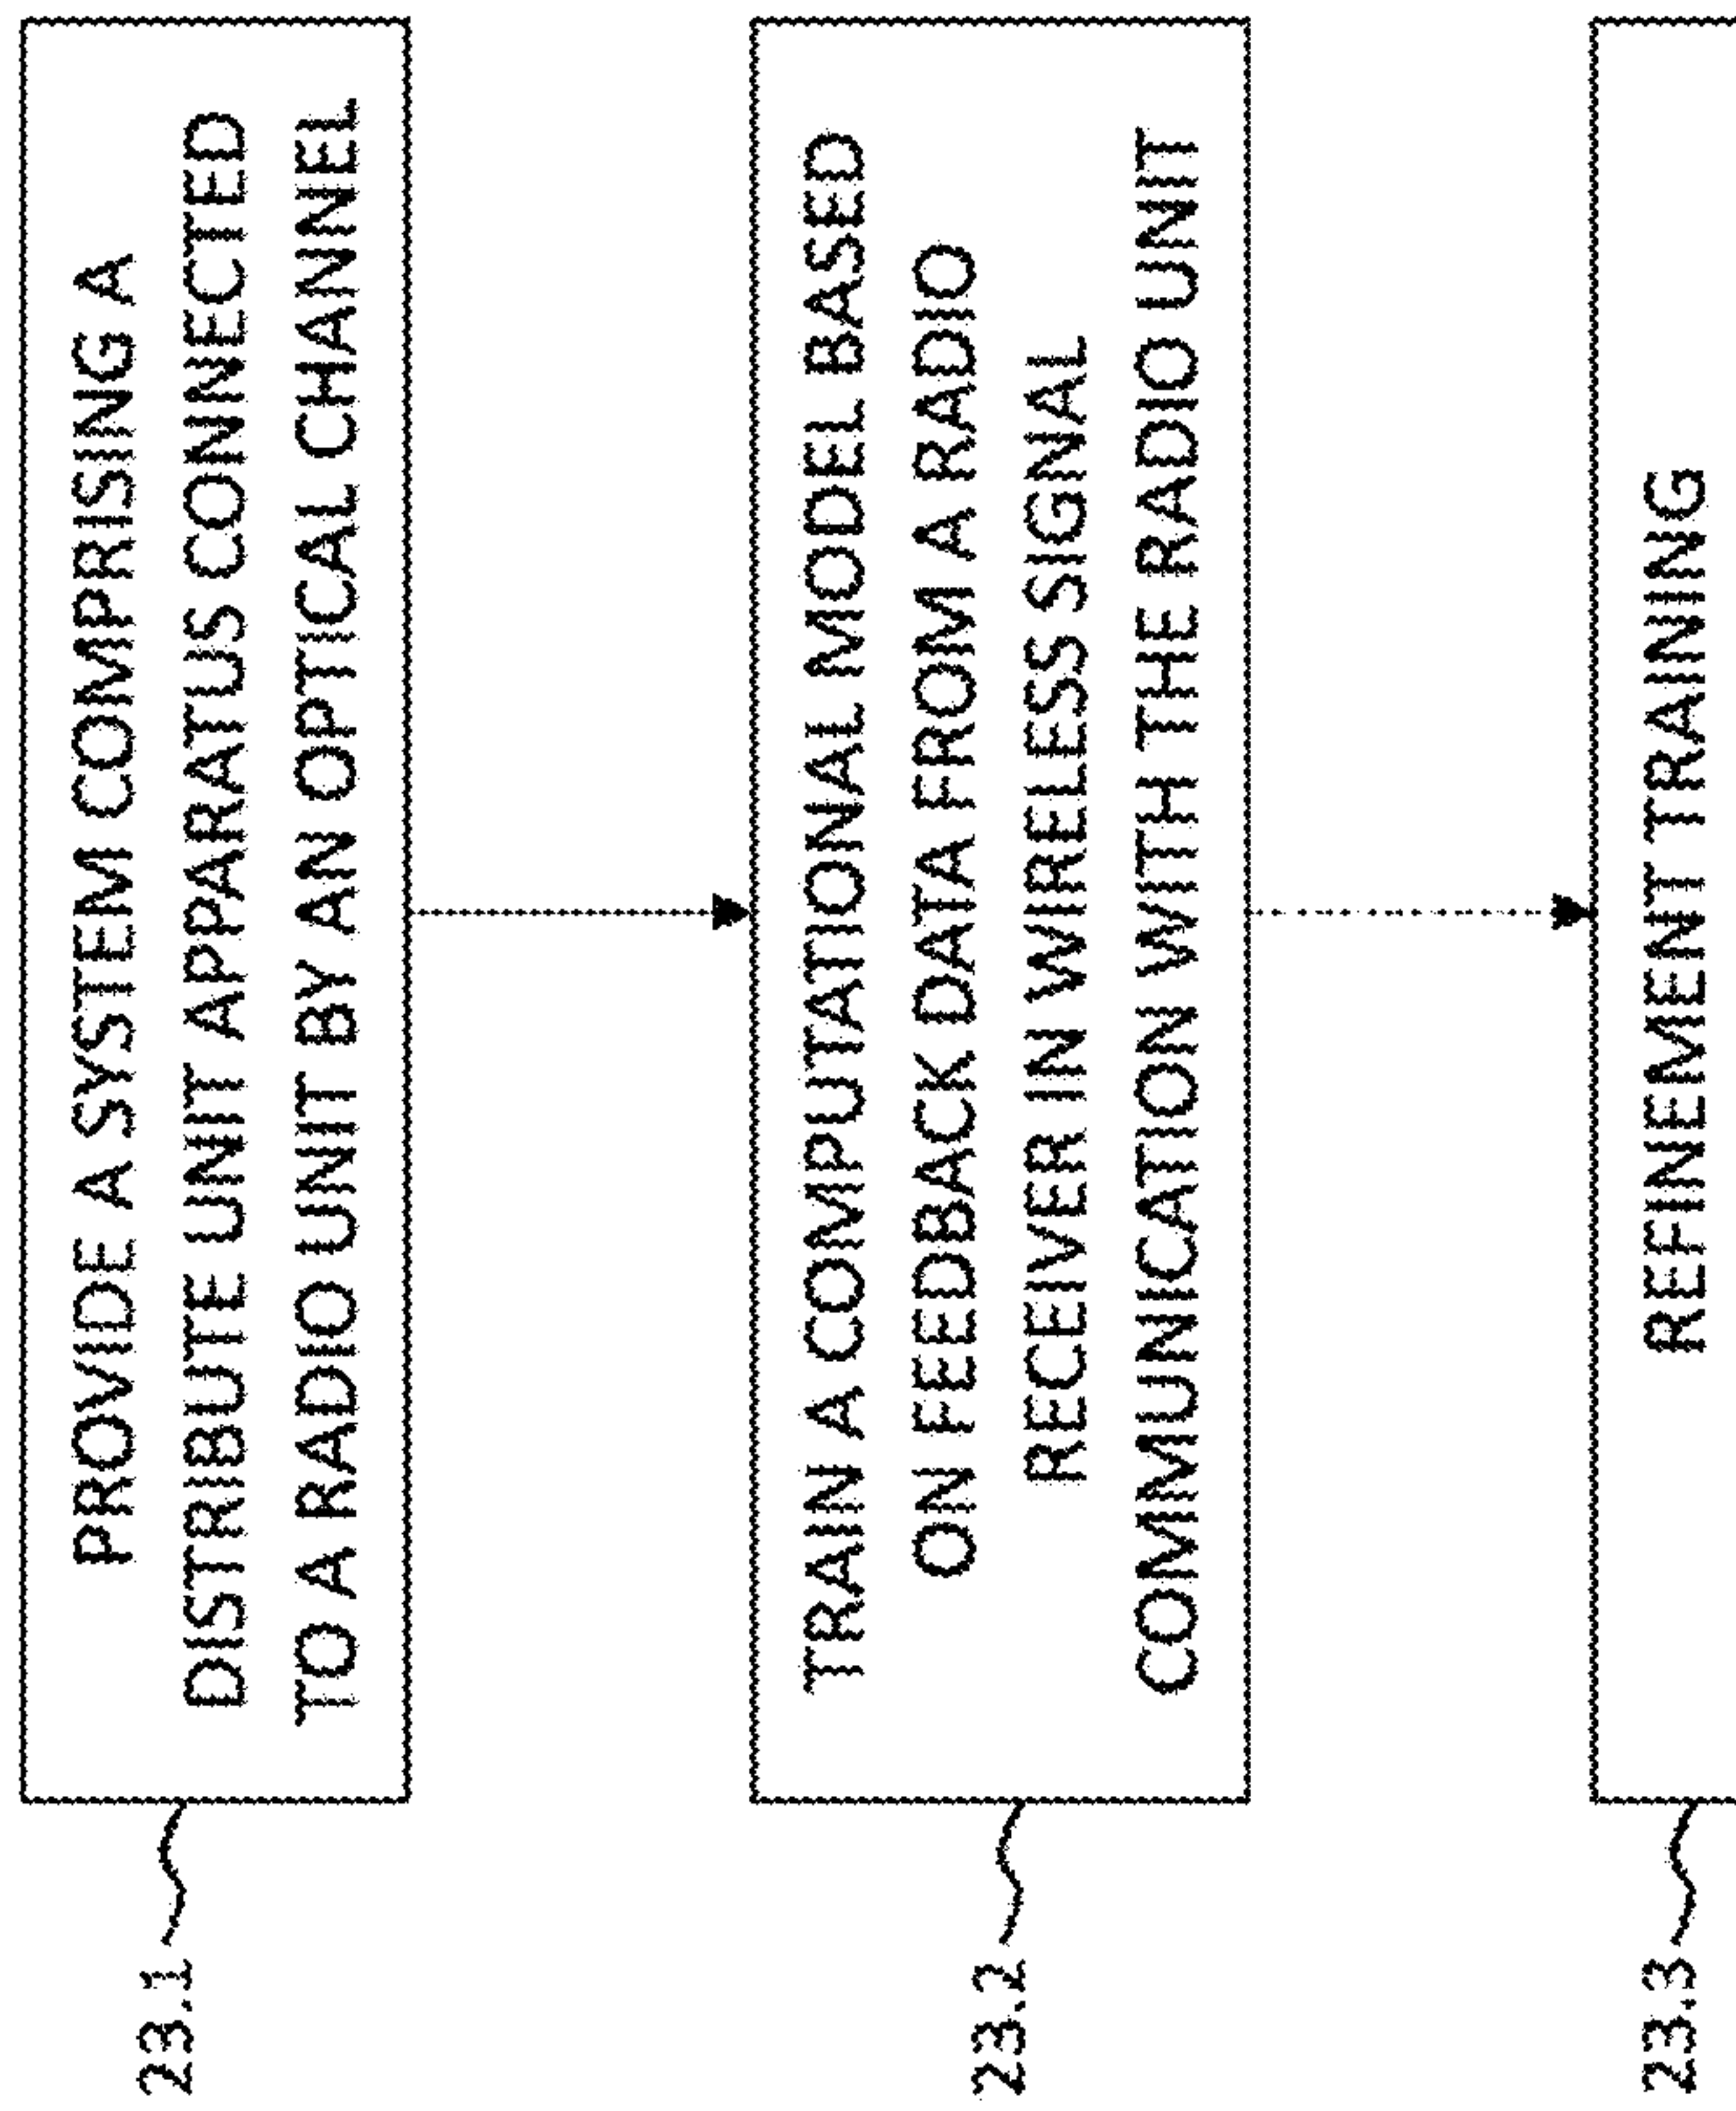 PROVIDE A SYSTEM COMPRISING A
DISTRIBUTE UNIT APPARATUS CONNECTED
TO A RADIO UNIT BY AN OPTICAL CHANNEL
23.1
TRAIN A COMPUTATIONAL MODEL BASED
ON FEEDBACK DATA FROM A RADIO
RECEIVER IN WIRELESS SIGNAL
COMMUNICATION WITH THE RADIO UNIT
23.2
REFINEMENT TRAINING
23.3